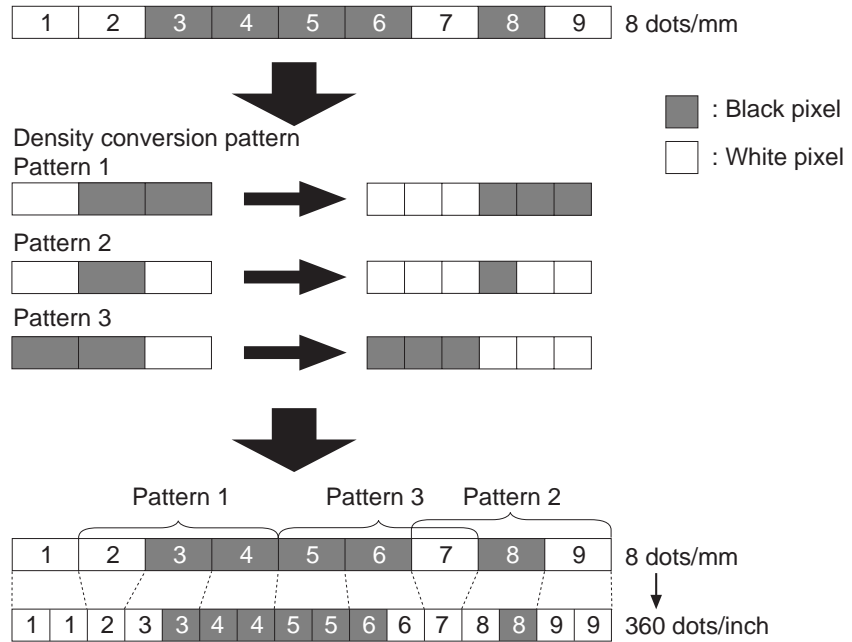 1 2 3 4 5 6 7 8 9 8 dots/mm
: Black pixel
: White pixel
Density conversion pattern
Pattern 1
Pattern 2
Pattern 3
Pattern 1 Pattern 3 Pattern 2
1 2 3 4 5 6 7 8 9 8 dots/mm
1 1 2 3 3 4 4 5 5 6 6 7 8 8 9 9 360 dots/inch